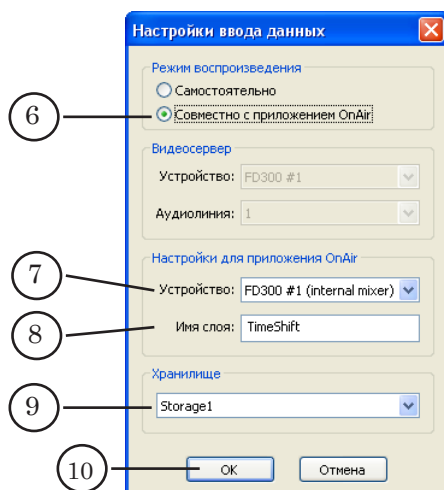 Настройки ввода данных
Режим воспроизведения
Самостоятельно
6
Совместно с приложением OnAir
Видеосервер
Устройство: FD300 #1
Аудиолиния: 1
Настройки для приложения OnAir
7
Устройство: FD300 #1 (internal mixer)
8
Имя слоя: TimeShift
Хранилище
9
Storage1
10
OK Отмена